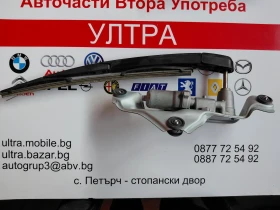 Авточасти Втора Употреба
УЛТРА
FIAT
ultra.mobile.bg
ultra.bazar.bg
autogrup3@abv.bg
0877 72 54 92
0887 72 54 92
с. Петърч - стопански двор